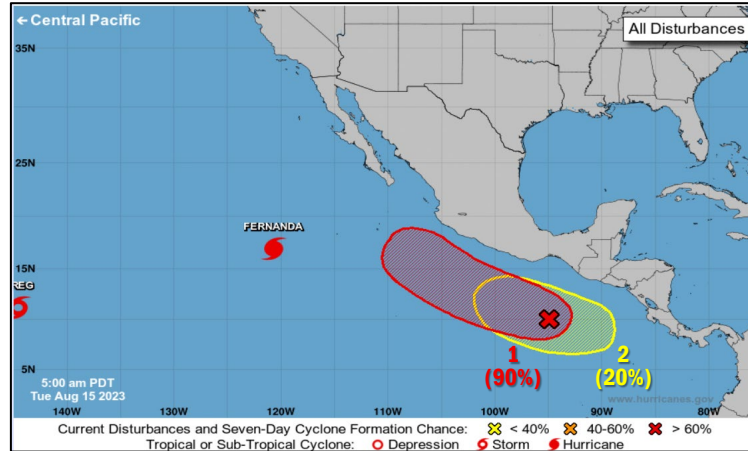 ← Central Pacific
All Disturbances
35N
25N
FERNANDA
15N
REG
5N
1
(90%)
2
(20%)
5:00 am PDT
Tue Aug 15 2023
www.hurricanes.gov
140W 130W 120W 110W 100W 90W 80W
Current Disturbances and Seven-Day Cyclone Formation Chance: < 40% 40-60% > 60%
Tropical or Sub-Tropical Cyclone: Depression Storm Hurricane